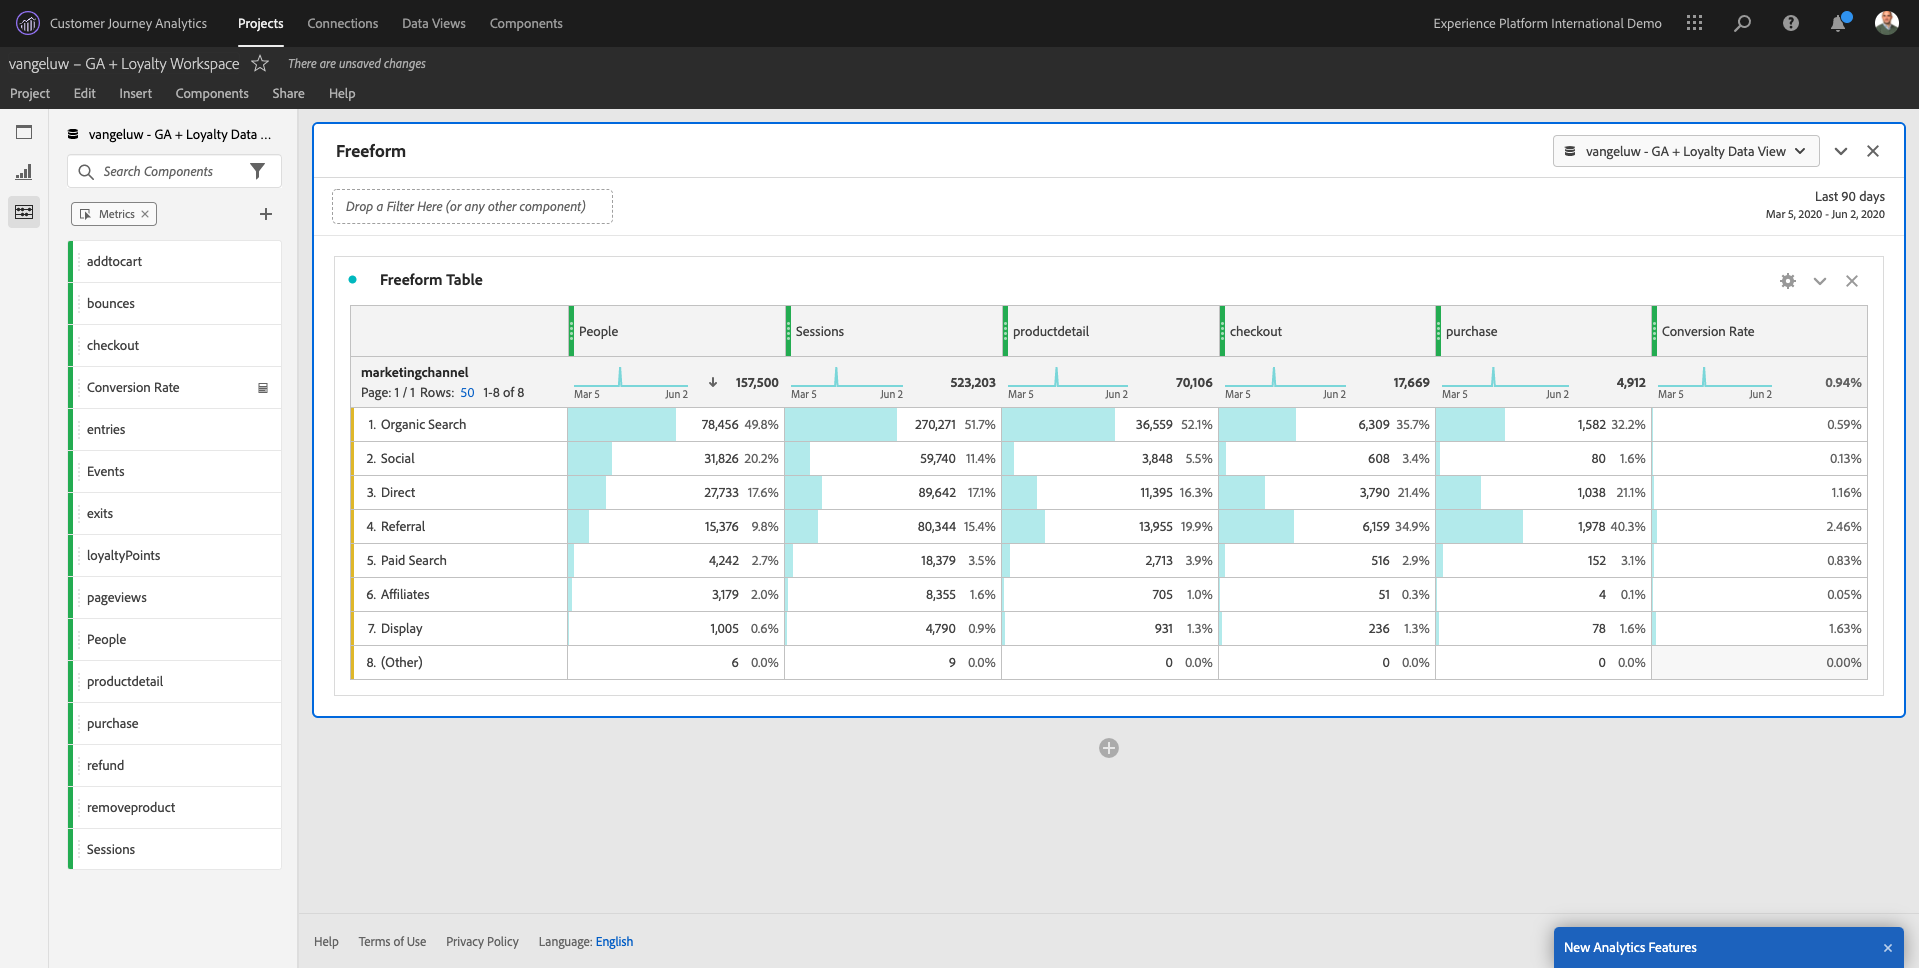 Customer Journey Analytics Projects Connections Data Views Components Experience Platform International Demo
vangeluw – GA + Loyalty Workspace There are unsaved changes
Project Edit Insert Components Share Help
vangeluw - GA + Loyalty Data ...
Search Components
Metrics
addtocart
bounces
checkout
Conversion Rate
entries
Events
exits
loyaltyPoints
pageviews
People
productdetail
purchase
refund
removeproduct
Sessions
Freeform vangeluw - GA + Loyalty Data View
Drop a Filter Here (or any other component)
Last 90 days
Mar 5, 2020 - Jun 2, 2020
Freeform Table
People Sessions productdetail checkout purchase Conversion Rate
marketingchannel
Page: 1 / 1 Rows: 50 1-8 of 8
157,500 523,203 70,106 17,669 4,912 0.94%
Mar 5 Jun 2 Mar 5 Jun 2 Mar 5 Jun 2 Mar 5 Jun 2 Mar 5 Jun 2 Mar 5 Jun 2
1. Organic Search 78,456 49.8% 270,271 51.7% 36,559 52.1% 6,309 35.7% 1,582 32.2% 0.59%
2. Social 31,826 20.2% 59,740 11.4% 3,848 5.5% 608 3.4% 80 1.6% 0.13%
3. Direct 27,733 17.6% 89,642 17.1% 11,395 16.3% 3,790 21.4% 1,038 21.1% 1.16%
4. Referral 15,376 9.8% 80,344 15.4% 13,955 19.9% 6,159 34.9% 1,978 40.3% 2.46%
5. Paid Search 4,242 2.7% 18,379 3.5% 2,713 3.9% 516 2.9% 152 3.1% 0.83%
6. Affiliates 3,179 2.0% 8,355 1.6% 705 1.0% 51 0.3% 4 0.1% 0.05%
7. Display 1,005 0.6% 4,790 0.9% 931 1.3% 236 1.3% 78 1.6% 1.63%
8. (Other) 6 0.0% 9 0.0% 0 0.0% 0 0.0% 0 0.0% 0.00%
Help Terms of Use Privacy Policy Language: English
New Analytics Features